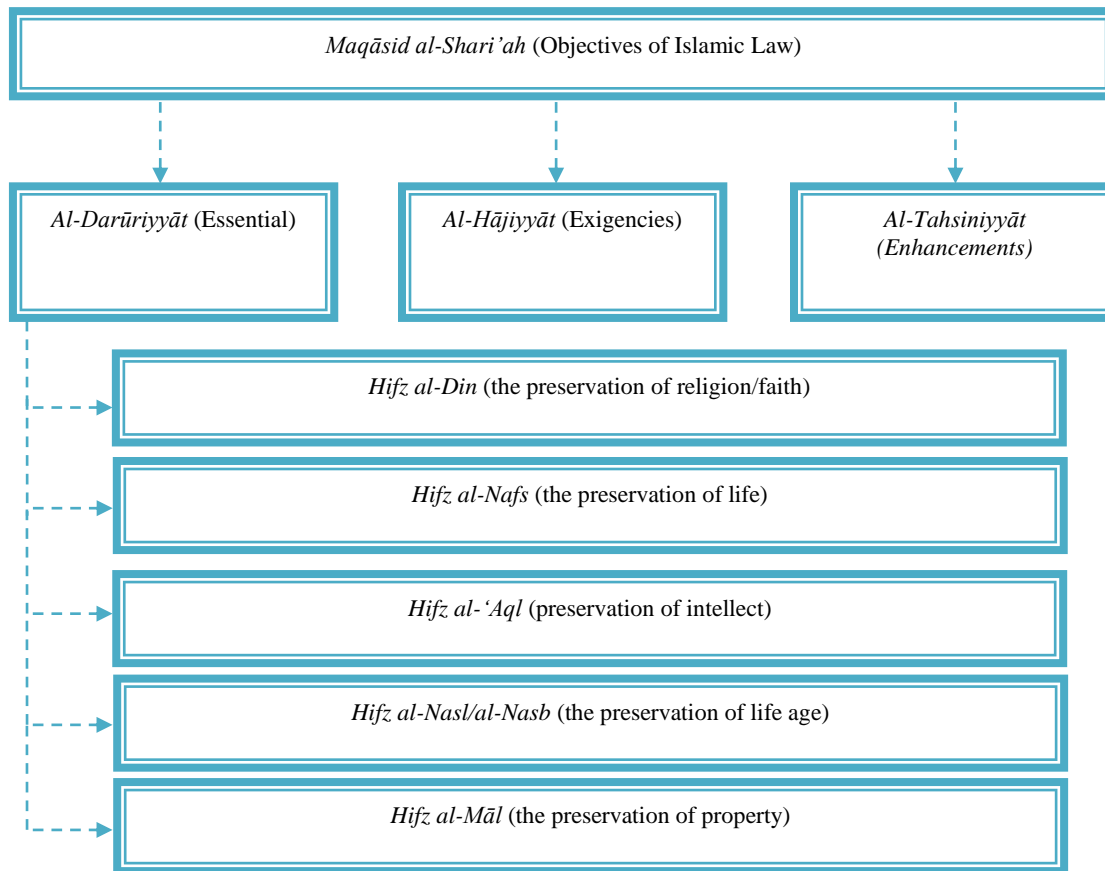 Maqāsid al-Shari’ah (Objectives of Islamic Law)
Al-Darūriyyāt (Essential)
Al-Hājiyyāt (Exigencies)
Al-Tahsiniyyāt
(Enhancements)
Hifz al-Din (the preservation of religion/faith)
Hifz al-Nafs (the preservation of life)
Hifz al-‘Aql (preservation of intellect)
Hifz al-Nasl/al-Nasb (the preservation of life age)
Hifz al-Māl (the preservation of property)